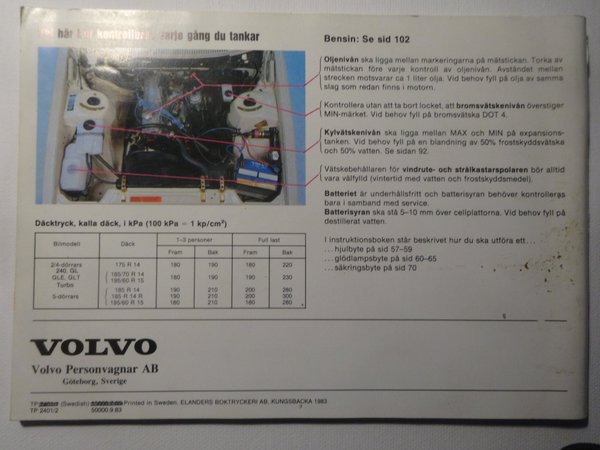 här kontrollera varje gång du tankar
Bensin: Se sid 102
Oljenivån ska ligga mellan markeringarna på mätstickan. Torka av
mätstickan före varje kontroll av oljenivån. Avståndet mellan
strecken motsvarar ca 1 liter olja. Vid behov fyll på olja av samma
slag som redan finns i motorn.
Kontrollera utan att ta bort locket, att bromsvätskenivån överstiger
MIN-märket. Vid behov fyll på bromsvätska DOT 4.
Kylvätskenivån ska ligga mellan MAX och MIN på expansions-
tanken. Vid behov fyll på en blandning av 50% frostskyddsvätska
och 50% vatten. Se sidan 92.
Vätskebehållaren för vindrute- och strålkastarspolaren bör alltid
vara välfylld (vintertid med vatten och frostskyddsmedel).
Batteriet är underhållsfritt och batterisyran behöver kontrolleras
bara i samband med service.
Batterisyran ska stå 5–10 mm över cellplattorna. Vid behov fyll på
destillerat vatten.
I instruktionsboken står beskrivet hur du ska utföra ett...
...hjulbyte på sid 57–59
...glödlampsbyte på sid 60–65
...säkringsbyte på sid 70
Däcktryck, kalla däck, i kPa (100 kPa = 1 kp/cm²)
Bilmodell Däck 1–3 personer Full last
Fram Bak Fram Bak
2/4-dörrars 175 R 14 180 190 180 220
240, GL
GLE, GLT 185/70 R 14
Turbo 195/60 R 15 190 190 190 230
5-dörrars 185 R 14 190 210 200 280
185 R 14 R 190 210 200 300
195/60 R 15 180 210 180 260
VOLVO
Volvo Personvagnar AB
Göteborg, Sverige
(Swedish) Printed in Sweden, ELANDERS BOKTRYCKERI AB, KUNGSBACKA 1983
TP 2401/2 50000.9.83